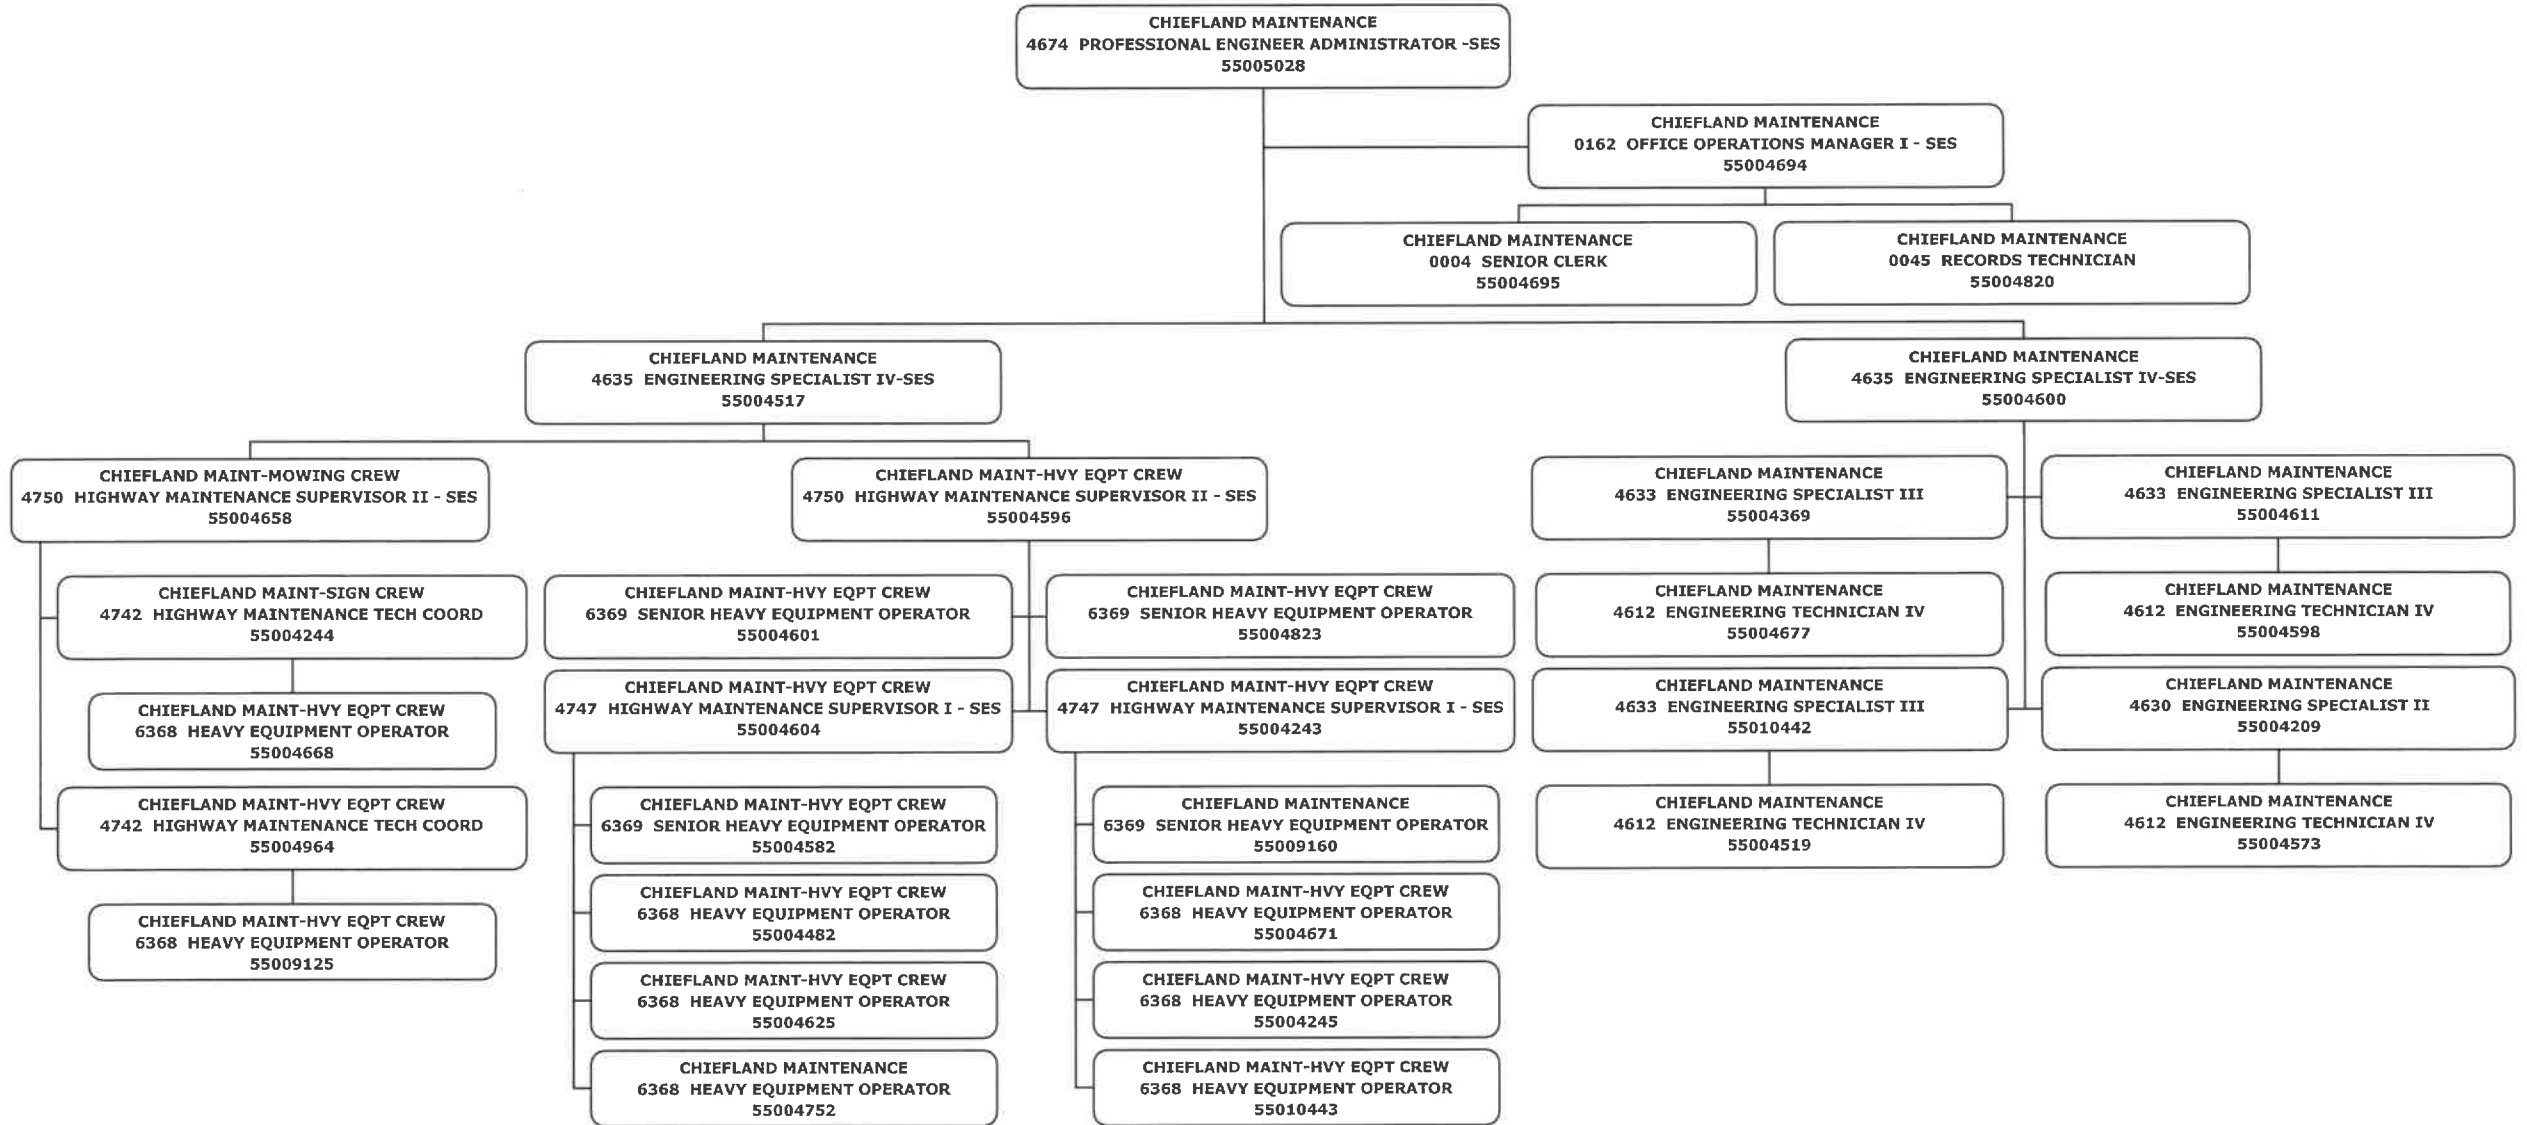 CHIEFLAND MAINTENANCE
4674 PROFESSIONAL ENGINEER ADMINISTRATOR -SES
55005028
CHIEFLAND MAINTENANCE
0162 OFFICE OPERATIONS MANAGER I - SES
55004694
CHIEFLAND MAINTENANCE
0004 SENIOR CLERK
55004695
CHIEFLAND MAINTENANCE
0045 RECORDS TECHNICIAN
55004820
CHIEFLAND MAINTENANCE
4635 ENGINEERING SPECIALIST IV-SES
55004517
CHIEFLAND MAINTENANCE
4635 ENGINEERING SPECIALIST IV-SES
55004600
CHIEFLAND MAINT-MOWING CREW
4750 HIGHWAY MAINTENANCE SUPERVISOR II - SES
55004658
CHIEFLAND MAINT-HVY EQPT CREW
4750 HIGHWAY MAINTENANCE SUPERVISOR II - SES
55004596
CHIEFLAND MAINTENANCE
4633 ENGINEERING SPECIALIST III
55004369
CHIEFLAND MAINTENANCE
4633 ENGINEERING SPECIALIST III
55004611
CHIEFLAND MAINT-SIGN CREW
4742 HIGHWAY MAINTENANCE TECH COORD
55004244
CHIEFLAND MAINT-HVY EQPT CREW
6369 SENIOR HEAVY EQUIPMENT OPERATOR
55004601
CHIEFLAND MAINT-HVY EQPT CREW
6369 SENIOR HEAVY EQUIPMENT OPERATOR
55004823
CHIEFLAND MAINTENANCE
4612 ENGINEERING TECHNICIAN IV
55004677
CHIEFLAND MAINTENANCE
4612 ENGINEERING TECHNICIAN IV
55004598
CHIEFLAND MAINT-HVY EQPT CREW
6368 HEAVY EQUIPMENT OPERATOR
55004668
CHIEFLAND MAINT-HVY EQPT CREW
4747 HIGHWAY MAINTENANCE SUPERVISOR I - SES
55004604
CHIEFLAND MAINT-HVY EQPT CREW
4747 HIGHWAY MAINTENANCE SUPERVISOR I - SES
55004243
CHIEFLAND MAINTENANCE
4633 ENGINEERING SPECIALIST III
55010442
CHIEFLAND MAINTENANCE
4630 ENGINEERING SPECIALIST II
55004209
CHIEFLAND MAINT-HVY EQPT CREW
4742 HIGHWAY MAINTENANCE TECH COORD
55004964
CHIEFLAND MAINT-HVY EQPT CREW
6369 SENIOR HEAVY EQUIPMENT OPERATOR
55004582
CHIEFLAND MAINTENANCE
6369 SENIOR HEAVY EQUIPMENT OPERATOR
55009160
CHIEFLAND MAINTENANCE
4612 ENGINEERING TECHNICIAN IV
55004519
CHIEFLAND MAINTENANCE
4612 ENGINEERING TECHNICIAN IV
55004573
CHIEFLAND MAINT-HVY EQPT CREW
6368 HEAVY EQUIPMENT OPERATOR
55009125
CHIEFLAND MAINT-HVY EQPT CREW
6368 HEAVY EQUIPMENT OPERATOR
55004482
CHIEFLAND MAINT-HVY EQPT CREW
6368 HEAVY EQUIPMENT OPERATOR
55004671
CHIEFLAND MAINT-HVY EQPT CREW
6368 HEAVY EQUIPMENT OPERATOR
55004625
CHIEFLAND MAINT-HVY EQPT CREW
6368 HEAVY EQUIPMENT OPERATOR
55004245
CHIEFLAND MAINTENANCE
6368 HEAVY EQUIPMENT OPERATOR
55004752
CHIEFLAND MAINT-HVY EQPT CREW
6368 HEAVY EQUIPMENT OPERATOR
55010443